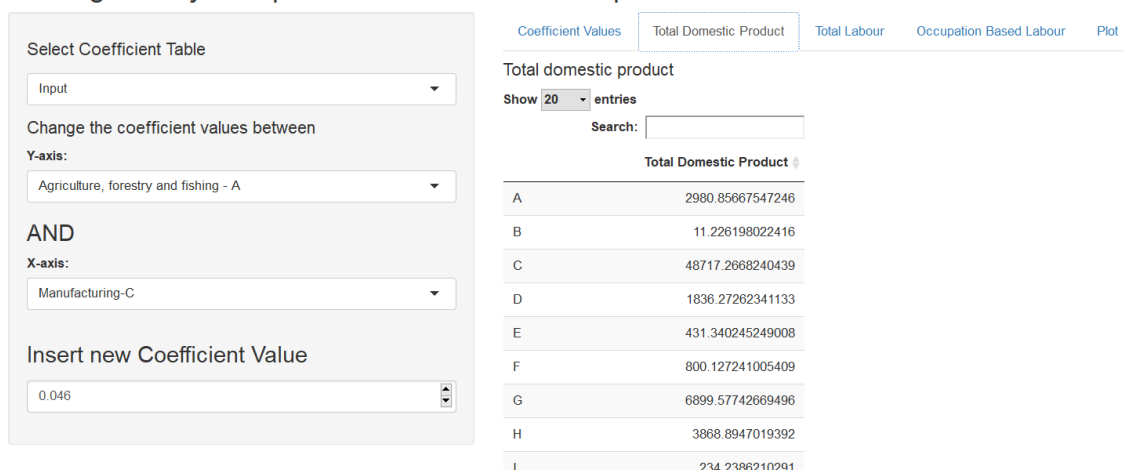 Select Coefficient Table
Input
Change the coefficient values between
Y-axis:
Agriculture, forestry and fishing - A
AND
X-axis:
Manufacturing-C
Insert new Coefficient Value
0.046
Coefficient Values Total Domestic Product Total Labour Occupation Based Labour Plot
Total domestic product
Show 20 entries
Search:
Total Domestic Product
A 2980.85667547246
B 11.226198022416
C 48717.2668240439
D 1836.27262341133
E 431.340245249008
F 800.127241005409
G 6899.57742669496
H 3868.8947019392
I 234.2386210291